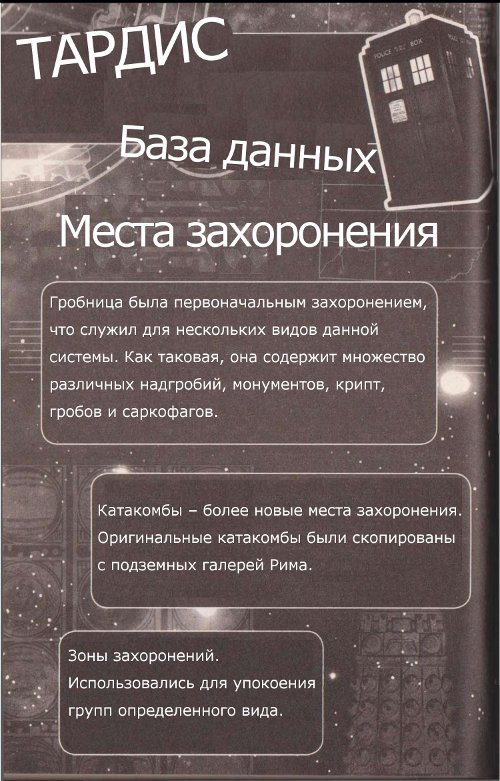 ТАРДИС
POLICE BOX
База данных
Места захоронения
Гробница была первоначальным захоронением,
что служил для нескольких видов данной
системы. Как таковая, она содержит множество
различных надгробий, монументов, крипт,
гробов и саркофагов.
Катакомбы – более новые места захоронения.
Оригинальные катакомбы были скопированы
с подземных галерей Рима.
Зоны захоронений.
Использовались для упокоения
групп определенного вида.